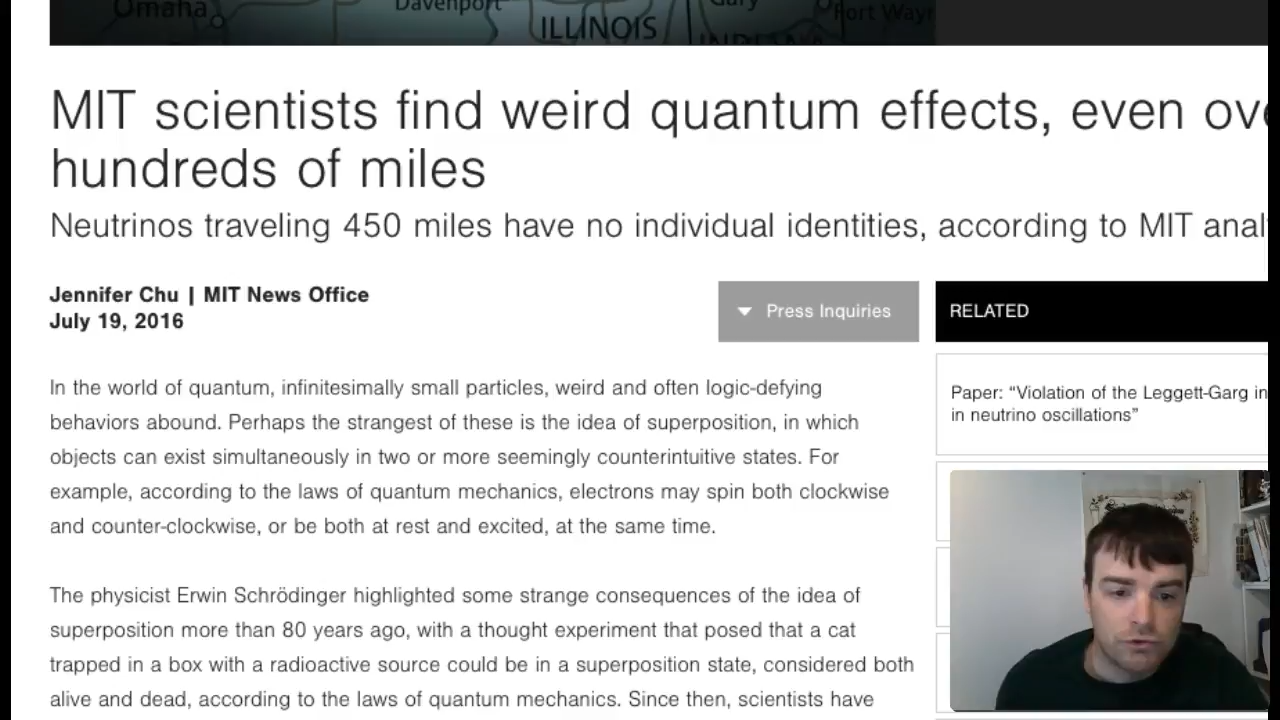 Omaha
Davenport
ILLINOIS
Gary
Fort Wayn
INDIANA
MIT scientists find weird quantum effects, even ove
hundreds of miles
Neutrinos traveling 450 miles have no individual identities, according to MIT anal
Jennifer Chu | MIT News Office
July 19, 2016
Press Inquiries
RELATED
In the world of quantum, infinitesimally small particles, weird and often logic-defying
behaviors abound. Perhaps the strangest of these is the idea of superposition, in which
objects can exist simultaneously in two or more seemingly counterintuitive states. For
example, according to the laws of quantum mechanics, electrons may spin both clockwise
and counter-clockwise, or be both at rest and excited, at the same time.
Paper: “Violation of the Leggett-Garg in
in neutrino oscillations”
The physicist Erwin Schrödinger highlighted some strange consequences of the idea of
superposition more than 80 years ago, with a thought experiment that posed that a cat
trapped in a box with a radioactive source could be in a superposition state, considered both
alive and dead, according to the laws of quantum mechanics. Since then, scientists have